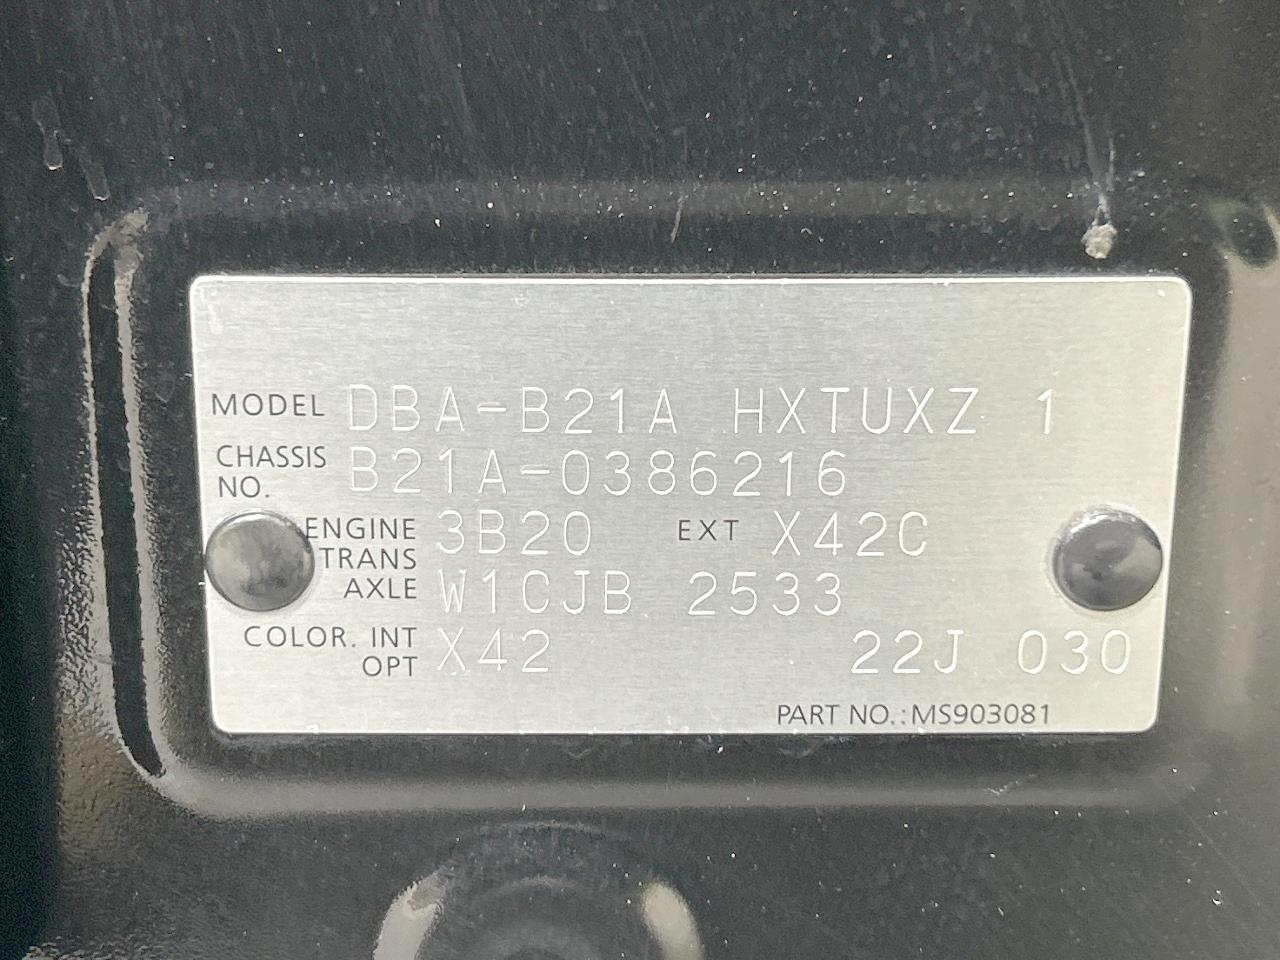 MODEL DBA-B21A HXTUXZ 1
CHASSIS NO. B21A-0386216
ENGINE 3B20 EXT X42C
TRANS AXLE W1CJB 2533
COLOR. INT OPT X42 22J 030
PART NO.:MS903081